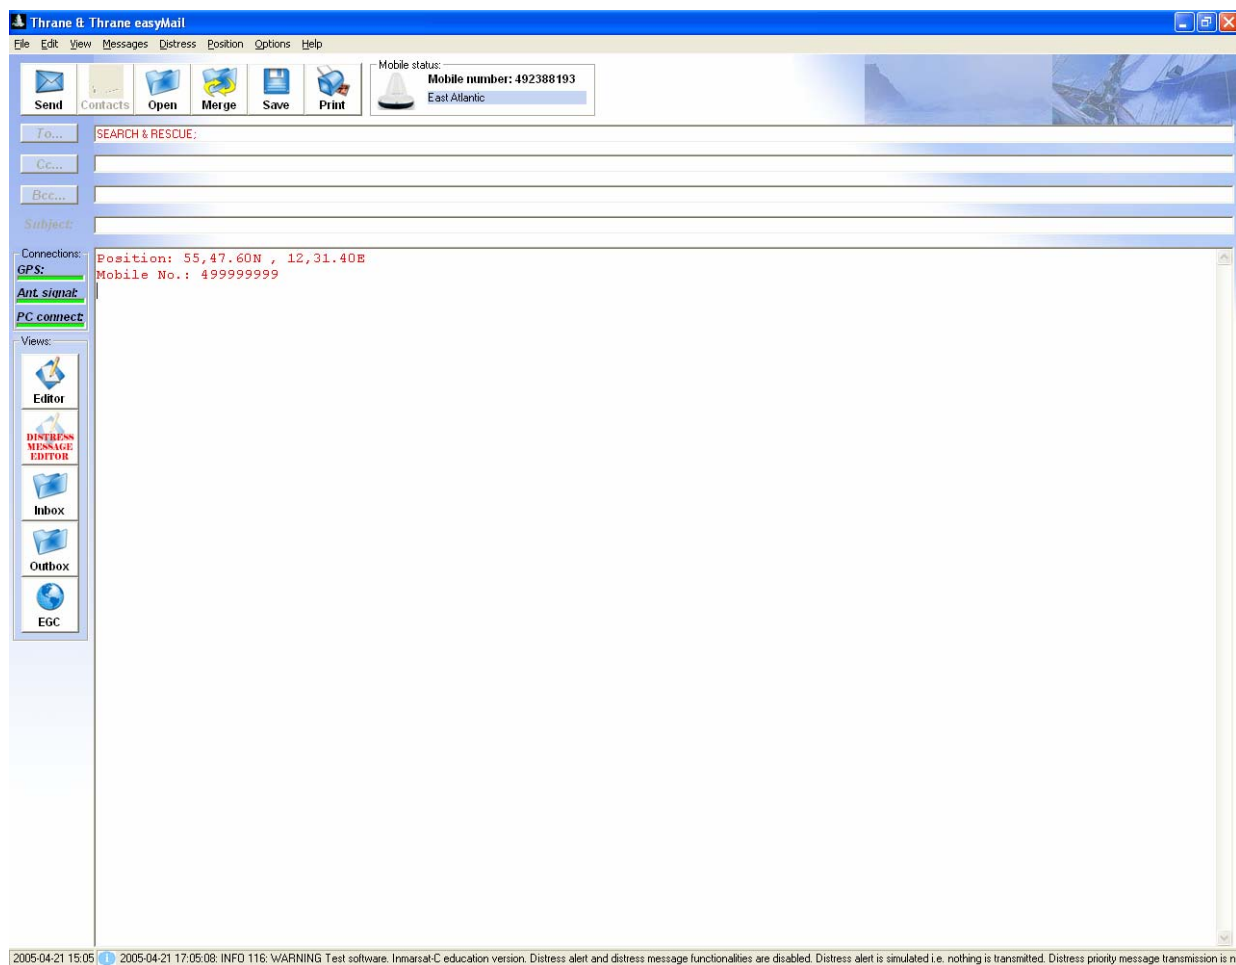 Thrane & Thrane easyMail
File Edit View Messages Distress Position Options Help
Send Contacts Open Merge Save Print
Mobile status:
Mobile number: 492388193
East Atlantic
To... SEARCH & RESCUE;
Cc...
Bcc...
Subject:
Connections:
GPS:
Ant. signal:
PC connect:
Position: 55,47.60N , 12,31.40E
Mobile No.: 499999999
Views:
Editor
DISTRESS
MESSAGE
EDITOR
Inbox
Outbox
EGC
2005-04-21 15:05 2005-04-21 17:05:08: INFO 116: WARNING Test software. Inmarsat-C education version. Distress alert and distress message functionalities are disabled. Distress alert is simulated i.e. nothing is transmitted. Distress priority message transmission is n